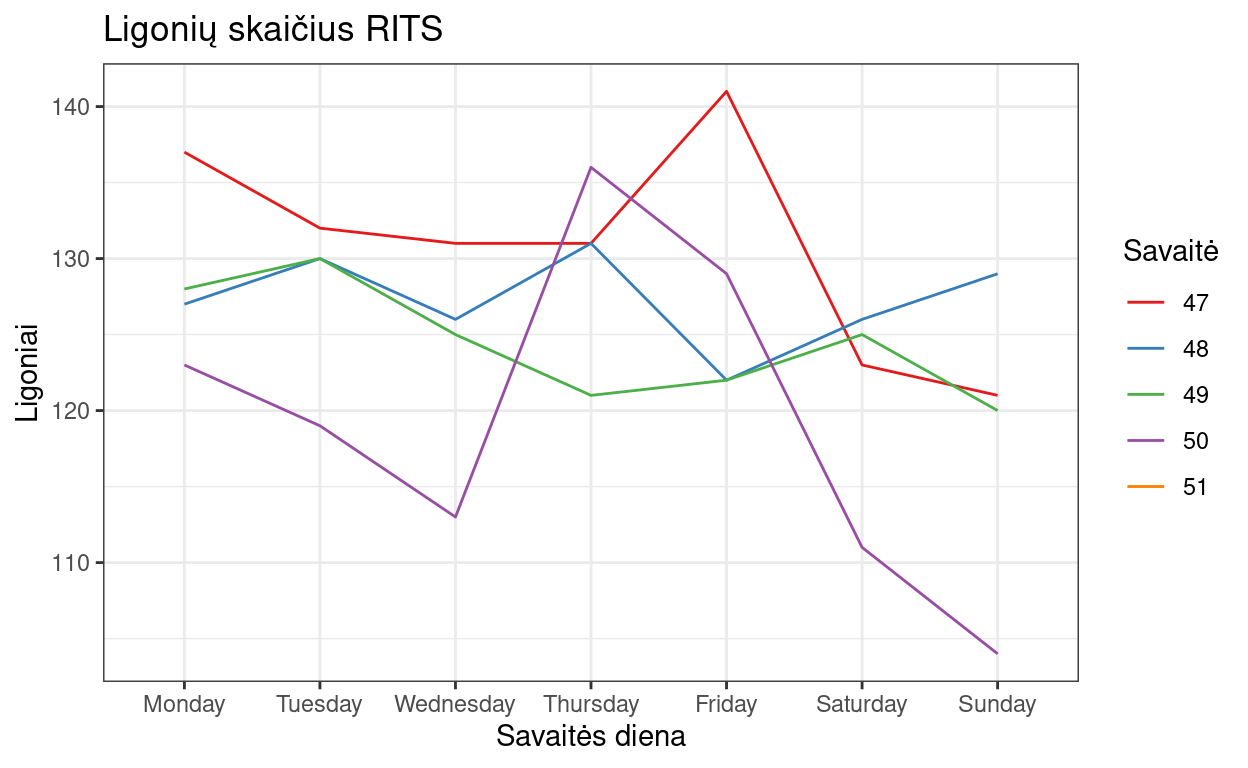 Ligonių skaičius RITS
140
130
120
110
Ligoniai
Monday Tuesday Wednesday Thursday Friday Saturday Sunday
Savaitės diena
Savaitė
47
48
49
50
51